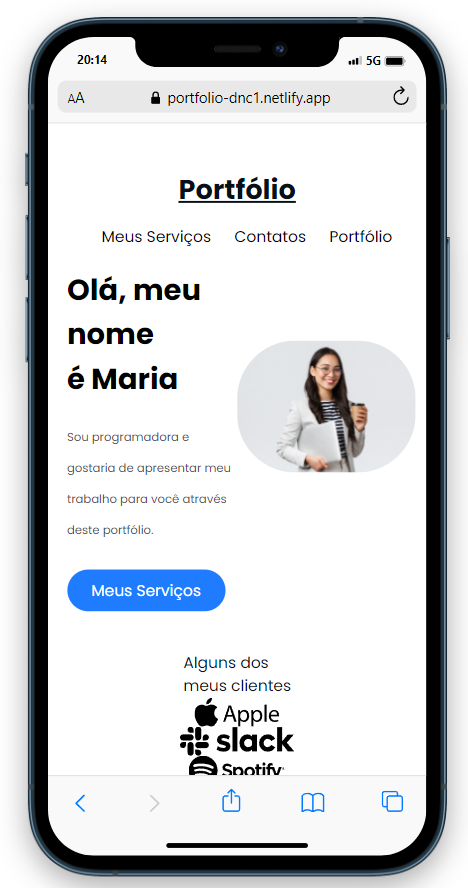 20:14
5G
AA
portfolio-dnc1.netlify.app
Portfólio
Meus Serviços Contatos Portfólio
Olá, meu
nome
é Maria
Sou programadora e
gostaria de apresentar meu
trabalho para você através
deste portfólio.
Meus Serviços
Alguns dos
meus clientes
Apple
slack
Spotify